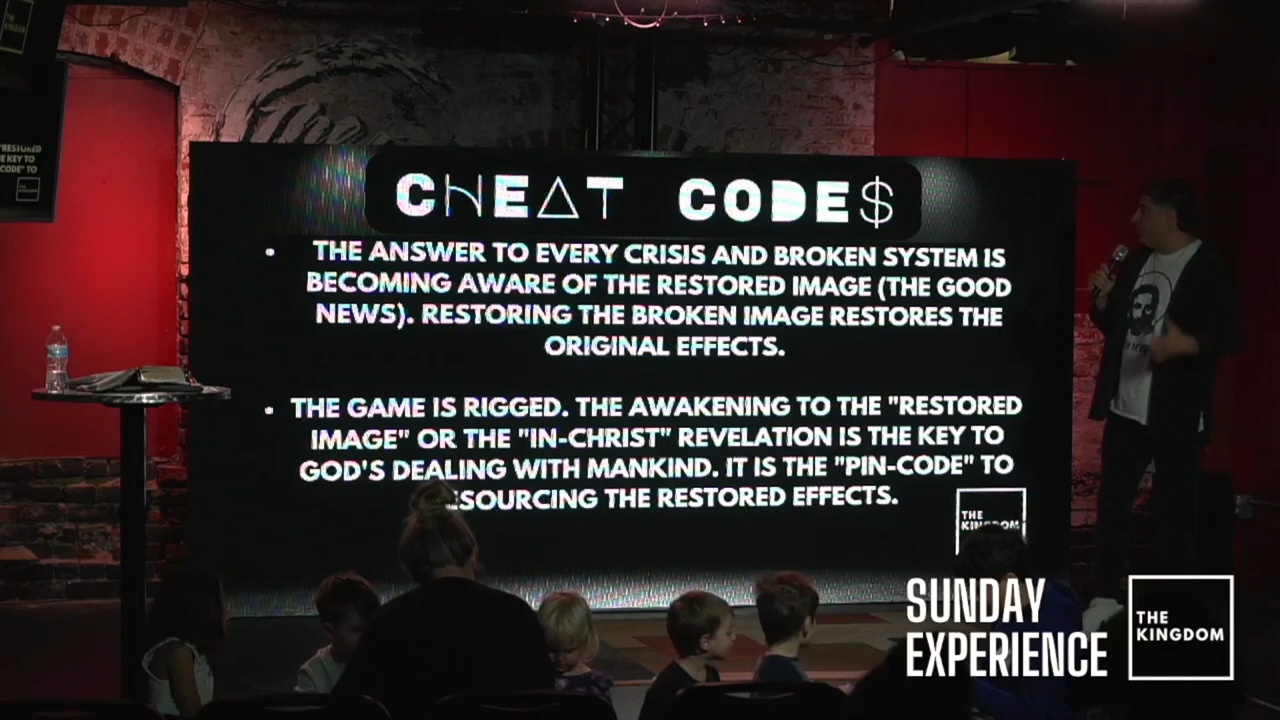 CHEAT CODE$
• THE ANSWER TO EVERY CRISIS AND BROKEN SYSTEM IS
BECOMING AWARE OF THE RESTORED IMAGE (THE GOOD
NEWS). RESTORING THE BROKEN IMAGE RESTORES THE
ORIGINAL EFFECTS.
• THE GAME IS RIGGED. THE AWAKENING TO THE "RESTORED
IMAGE" OR THE "IN-CHRIST" REVELATION IS THE KEY TO
GOD'S DEALING WITH MANKIND. IT IS THE "PIN-CODE" TO
THE RESTORED EFFECTS.
THE
KINGDOM
"RESTORED
E KEY TO
CODE" TO
SUNDAY
EXPERIENCE
THE
KINGDOM